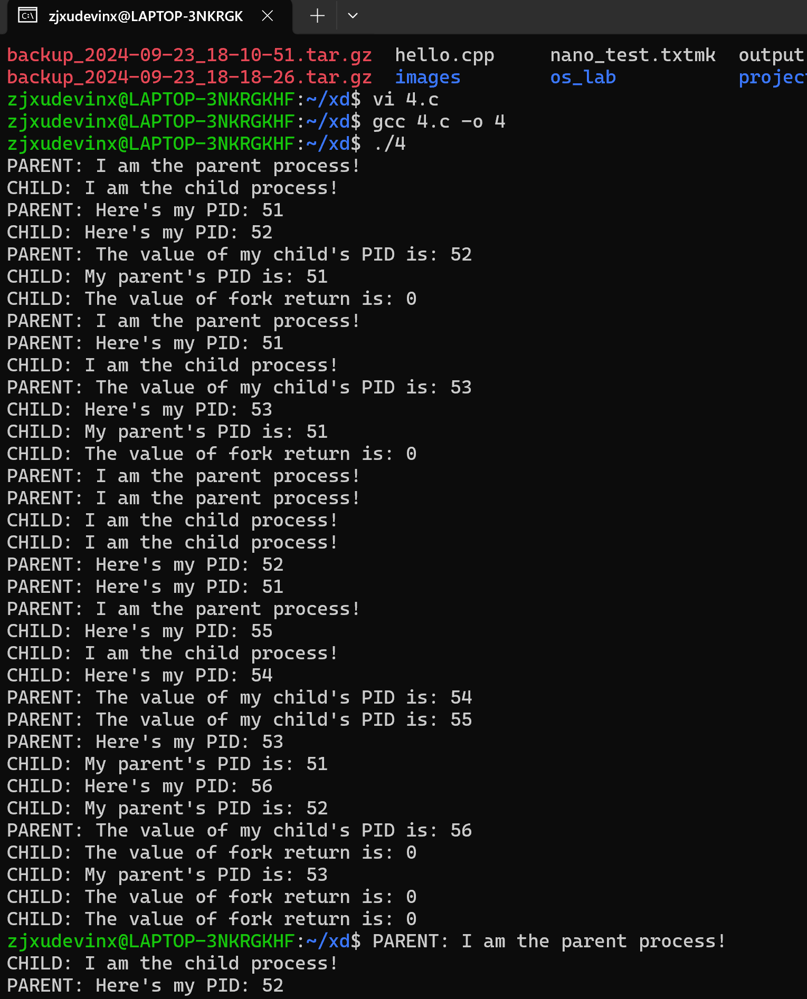 zjxudevinx@LAPTOP-3NKRGK
backup_2024-09-23_18-10-51.tar.gz hello.cpp nano_test.txtmk output
backup_2024-09-23_18-18-26.tar.gz images os_lab projec
zjxudevinx@LAPTOP-3NKRGKHF:~/xd$ vi 4.c
zjxudevinx@LAPTOP-3NKRGKHF:~/xd$ gcc 4.c -o 4
zjxudevinx@LAPTOP-3NKRGKHF:~/xd$ ./4
PARENT: I am the parent process!
CHILD: I am the child process!
PARENT: Here's my PID: 51
CHILD: Here's my PID: 52
PARENT: The value of my child's PID is: 52
CHILD: My parent's PID is: 51
CHILD: The value of fork return is: 0
PARENT: I am the parent process!
PARENT: Here's my PID: 51
CHILD: I am the child process!
PARENT: The value of my child's PID is: 53
CHILD: Here's my PID: 53
CHILD: My parent's PID is: 51
CHILD: The value of fork return is: 0
PARENT: I am the parent process!
PARENT: I am the parent process!
CHILD: I am the child process!
CHILD: I am the child process!
PARENT: Here's my PID: 52
PARENT: Here's my PID: 51
PARENT: I am the parent process!
CHILD: Here's my PID: 55
CHILD: I am the child process!
CHILD: Here's my PID: 54
PARENT: The value of my child's PID is: 54
PARENT: The value of my child's PID is: 55
PARENT: Here's my PID: 53
CHILD: My parent's PID is: 51
CHILD: Here's my PID: 56
CHILD: My parent's PID is: 52
PARENT: The value of my child's PID is: 56
CHILD: The value of fork return is: 0
CHILD: My parent's PID is: 53
CHILD: The value of fork return is: 0
CHILD: The value of fork return is: 0
zjxudevinx@LAPTOP-3NKRGKHF:~/xd$ PARENT: I am the parent process!
CHILD: I am the child process!
PARENT: Here's my PID: 52